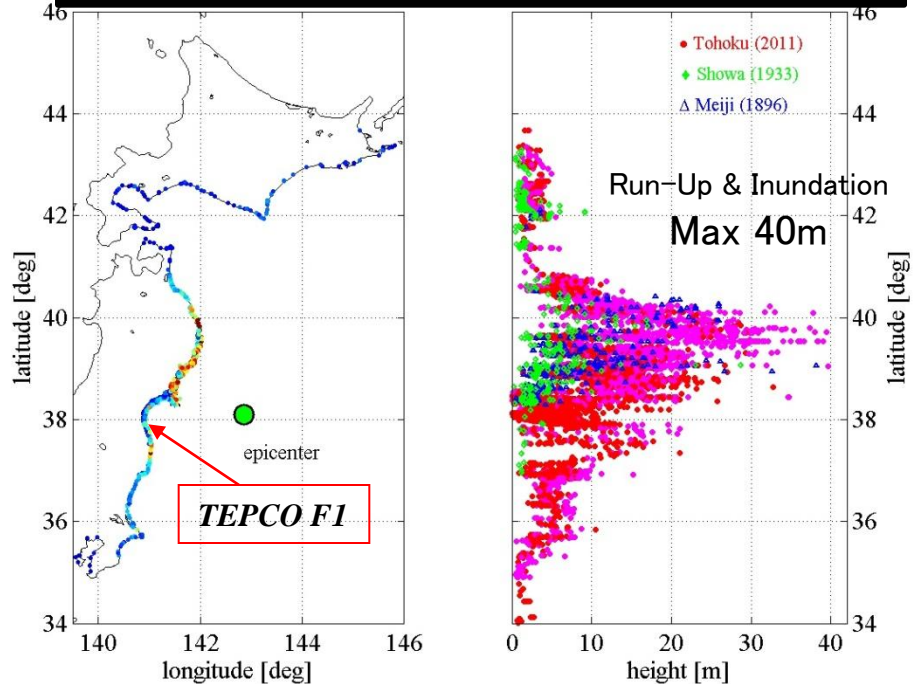 46
44
42
40
38
36
34
latitude [deg]
140
142
144
146
longitude [deg]
epicenter
TEPCO F1
Tohoku (2011)
Showa (1933)
Meiji (1896)
Run-Up & Inundation
Max 40m
0
10
20
30
40
height [m]
46
44
42
40
38
36
34
latitude [deg]